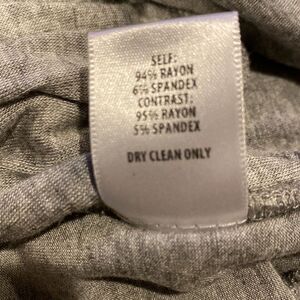 SELF:
94% RAYON
6% SPANDEX
CONTRAST:
95% RAYON
5% SPANDEX
DRY CLEAN ONLY